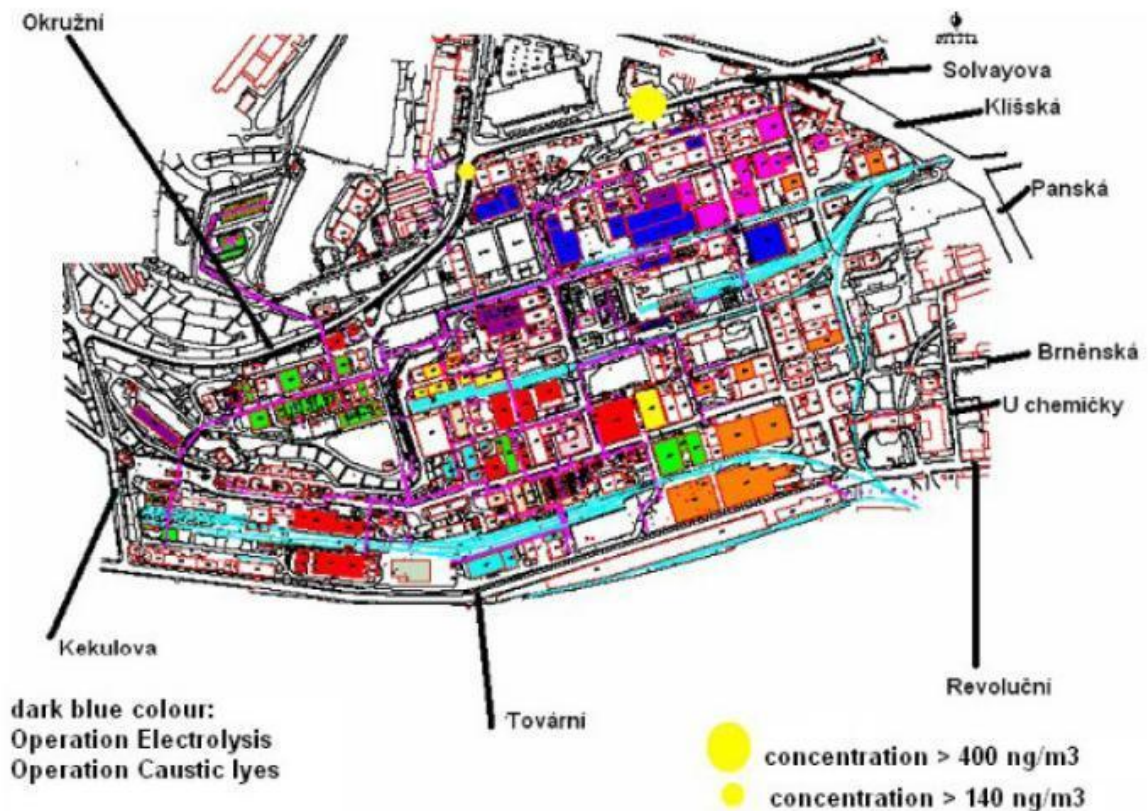 Okružní
Solvayova
Klíšská
Panská
Brněnská
U chemičky
Kekulova
Tovární
Revoluční
dark blue colour:
Operation Electrolysis
Operation Caustic lyes
concentration > 400 ng/m3
concentration > 140 ng/m3